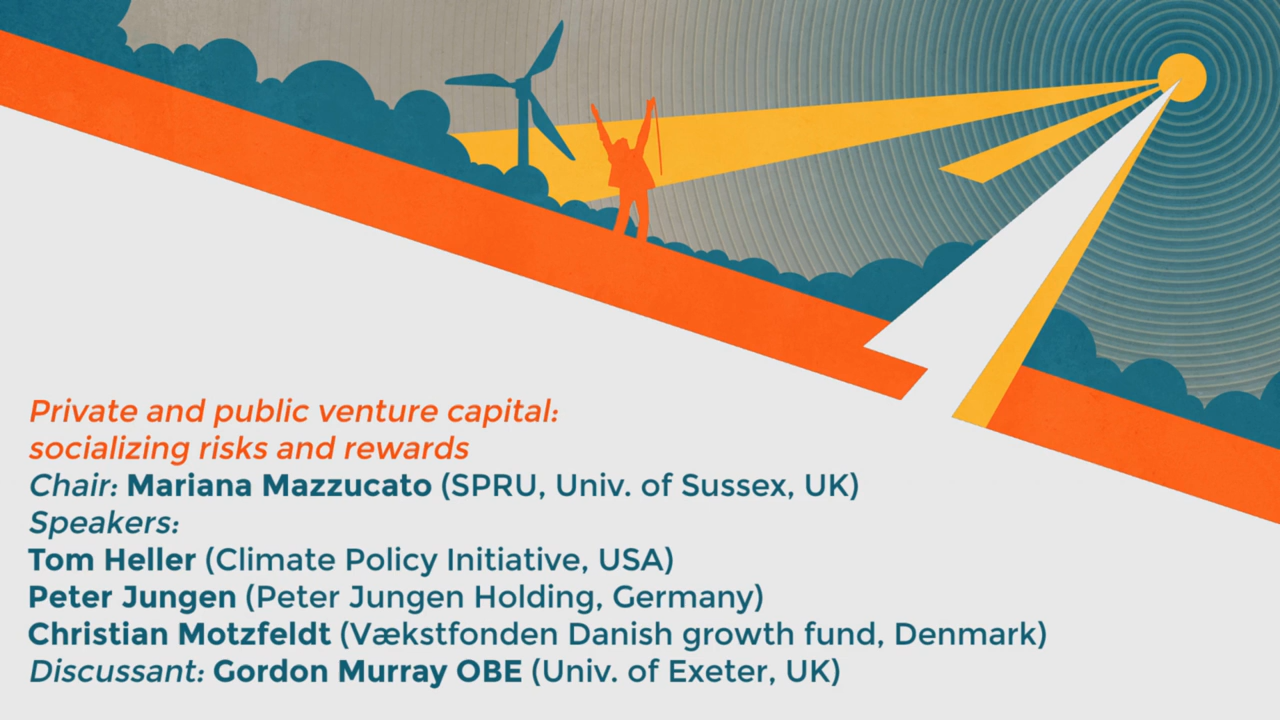 Private and public venture capital:
socializing risks and rewards
Chair: Mariana Mazzucato (SPRU, Univ. of Sussex, UK)
Speakers:
Tom Heller (Climate Policy Initiative, USA)
Peter Jungen (Peter Jungen Holding, Germany)
Christian Motzfeldt (Vækstfonden Danish growth fund, Denmark)
Discussant: Gordon Murray OBE (Univ. of Exeter, UK)